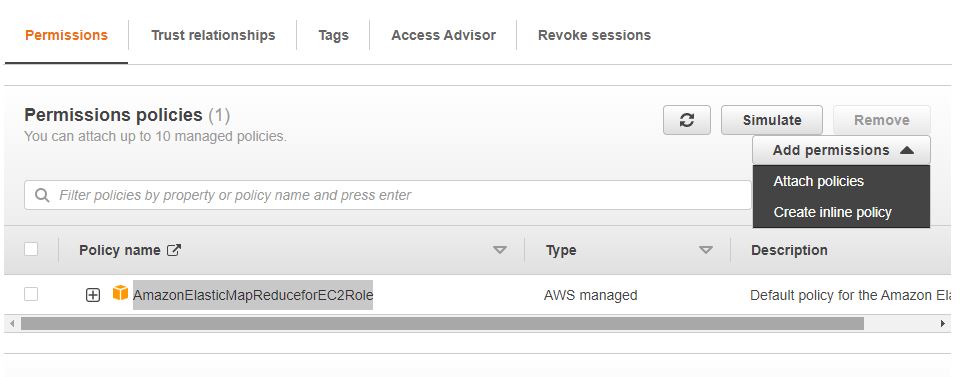 Permissions Trust relationships Tags Access Advisor Revoke sessions
Permissions policies (1)
You can attach up to 10 managed policies.
Simulate Remove
Add permissions
Attach policies
Create inline policy
Filter policies by property or policy name and press enter
Policy name Type Description
AmazonElasticMapReduceforEC2Role AWS managed Default policy for the Amazon Ela